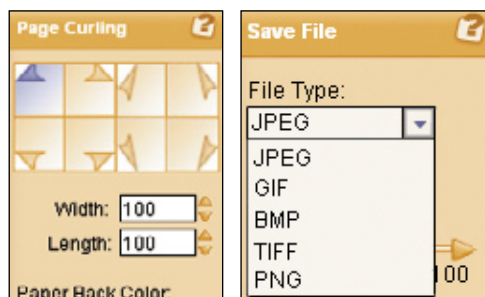 Page Curling
Width: 100
Length: 100
Paper Back Color:
Save File
File Type:
JPEG
JPEG
GIF
BMP
TIFF
PNG
100